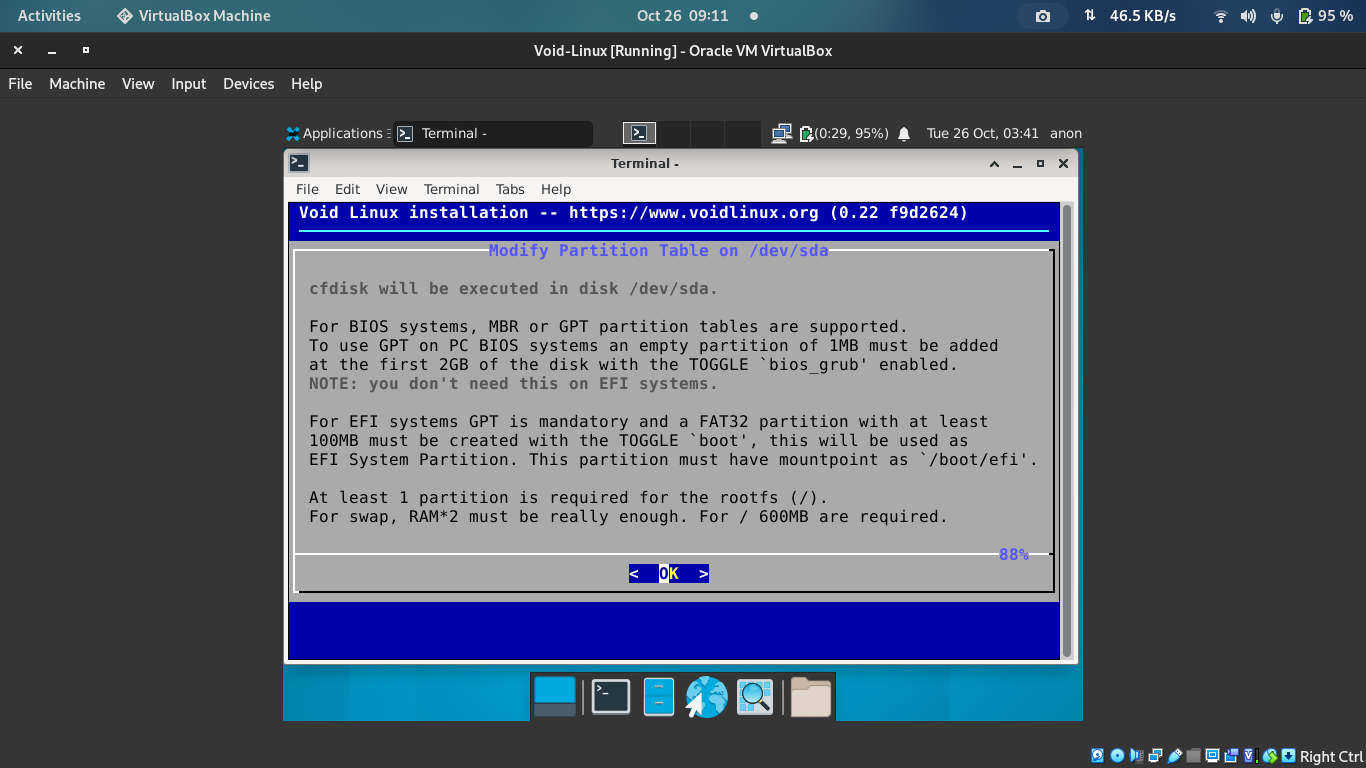 Activities VirtualBox Machine Oct 26 09:11 46.5 KB/s 95 %
Void-Linux [Running] - Oracle VM VirtualBox
File Machine View Input Devices Help
Applications Terminal - (0:29, 95%) Tue 26 Oct, 03:41 anon
Terminal -
File Edit View Terminal Tabs Help
Void Linux installation -- https://www.voidlinux.org (0.22 f9d2624)
Modify Partition Table on /dev/sda
cfdisk will be executed in disk /dev/sda.
For BIOS systems, MBR or GPT partition tables are supported.
To use GPT on PC BIOS systems an empty partition of 1MB must be added
at the first 2GB of the disk with the TOGGLE `bios_grub' enabled.
NOTE: you don't need this on EFI systems.
For EFI systems GPT is mandatory and a FAT32 partition with at least
100MB must be created with the TOGGLE `boot', this will be used as
EFI System Partition. This partition must have mountpoint as `/boot/efi'.
At least 1 partition is required for the rootfs (/).
For swap, RAM*2 must be really enough. For / 600MB are required.
88%
< OK >
Right Ctrl